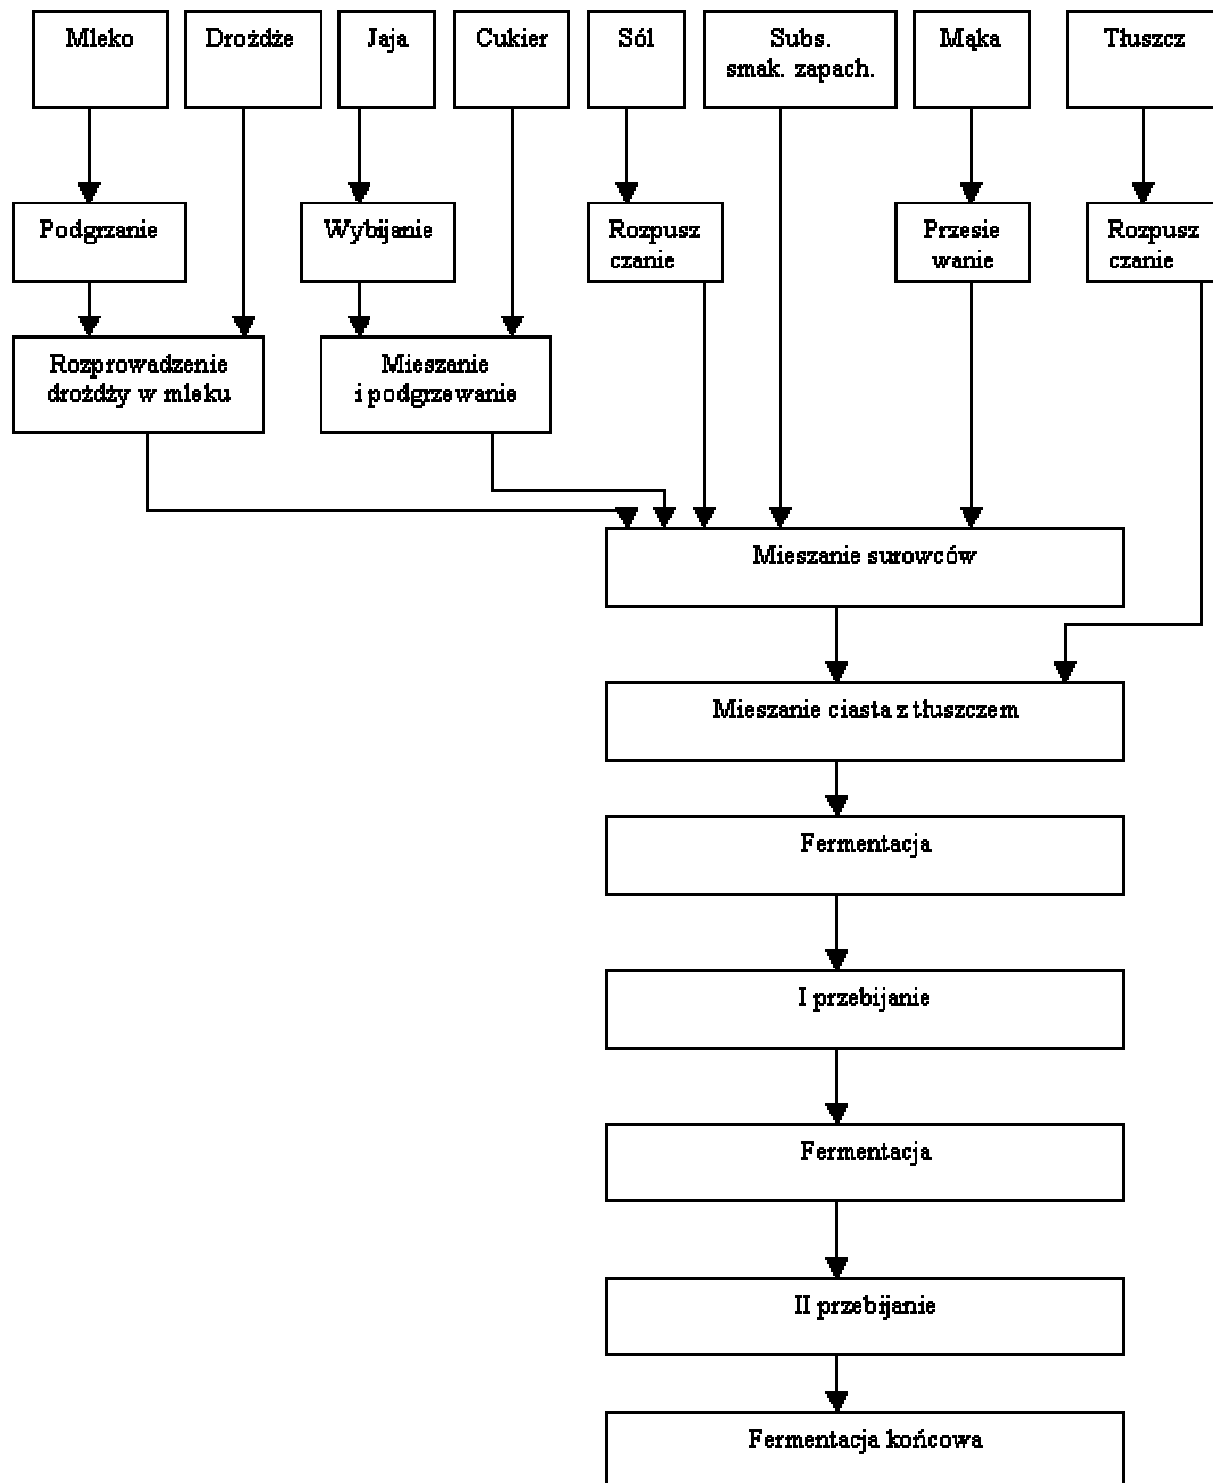 Mleko
Drożdże
Jaja
Cukier
Sól
Subs.
smak. zapach.
Mąka
Tłuszcz
Podgrzanie
Wybijanie
Rozpusz
czanie
Przesie
wanie
Rozpusz
czanie
Rozprowadzenie
drożdży w mleku
Mieszanie
i podgrzewanie
Mieszanie surowców
Mieszanie ciasta z tłuszczem
Fermentacja
I przebijanie
Fermentacja
II przebijanie
Fermentacja końcowa